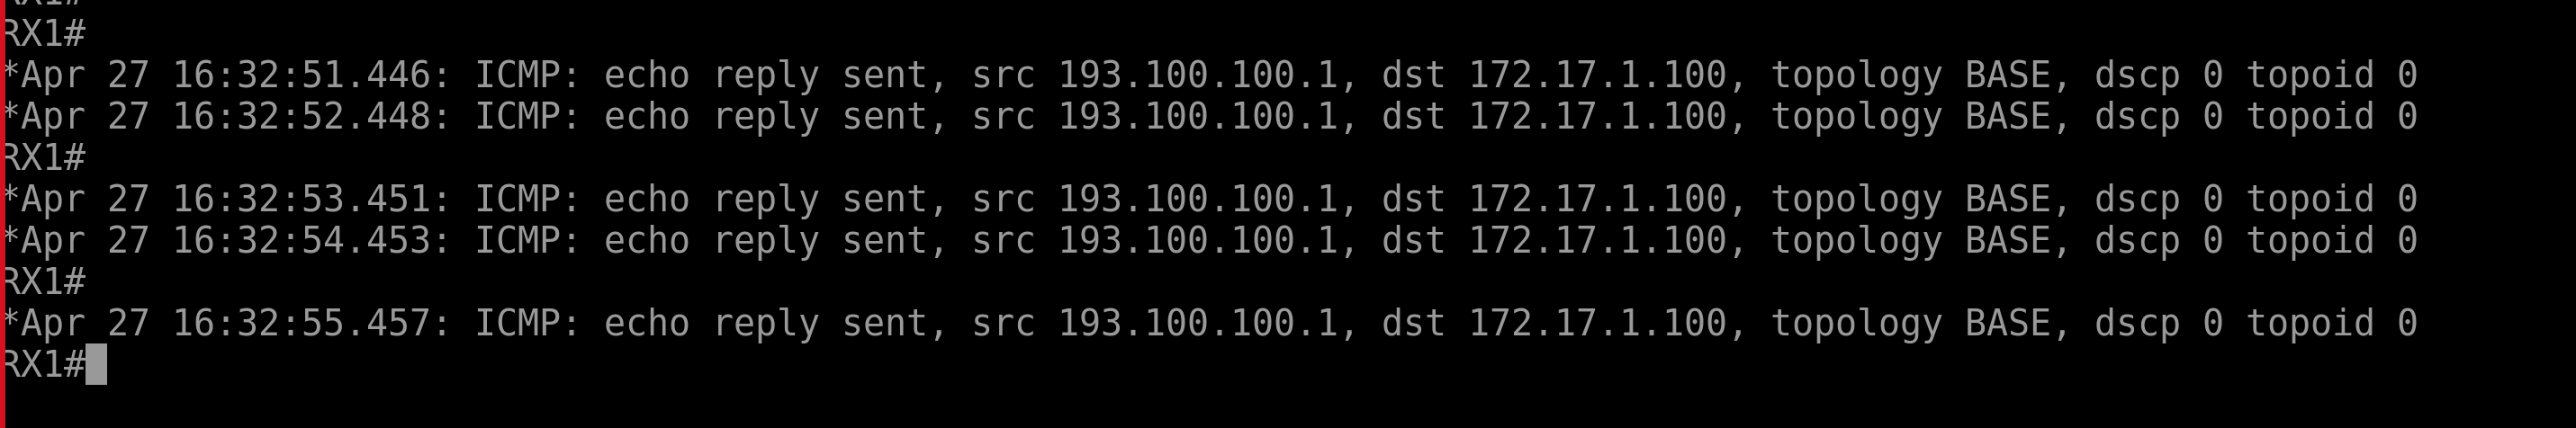 RX1#
RX1#
*Apr 27 16:32:51.446: ICMP: echo reply sent, src 193.100.100.1, dst 172.17.1.100, topology BASE, dscp 0 topoid 0
*Apr 27 16:32:52.448: ICMP: echo reply sent, src 193.100.100.1, dst 172.17.1.100, topology BASE, dscp 0 topoid 0
RX1#
*Apr 27 16:32:53.451: ICMP: echo reply sent, src 193.100.100.1, dst 172.17.1.100, topology BASE, dscp 0 topoid 0
*Apr 27 16:32:54.453: ICMP: echo reply sent, src 193.100.100.1, dst 172.17.1.100, topology BASE, dscp 0 topoid 0
RX1#
*Apr 27 16:32:55.457: ICMP: echo reply sent, src 193.100.100.1, dst 172.17.1.100, topology BASE, dscp 0 topoid 0
RX1#